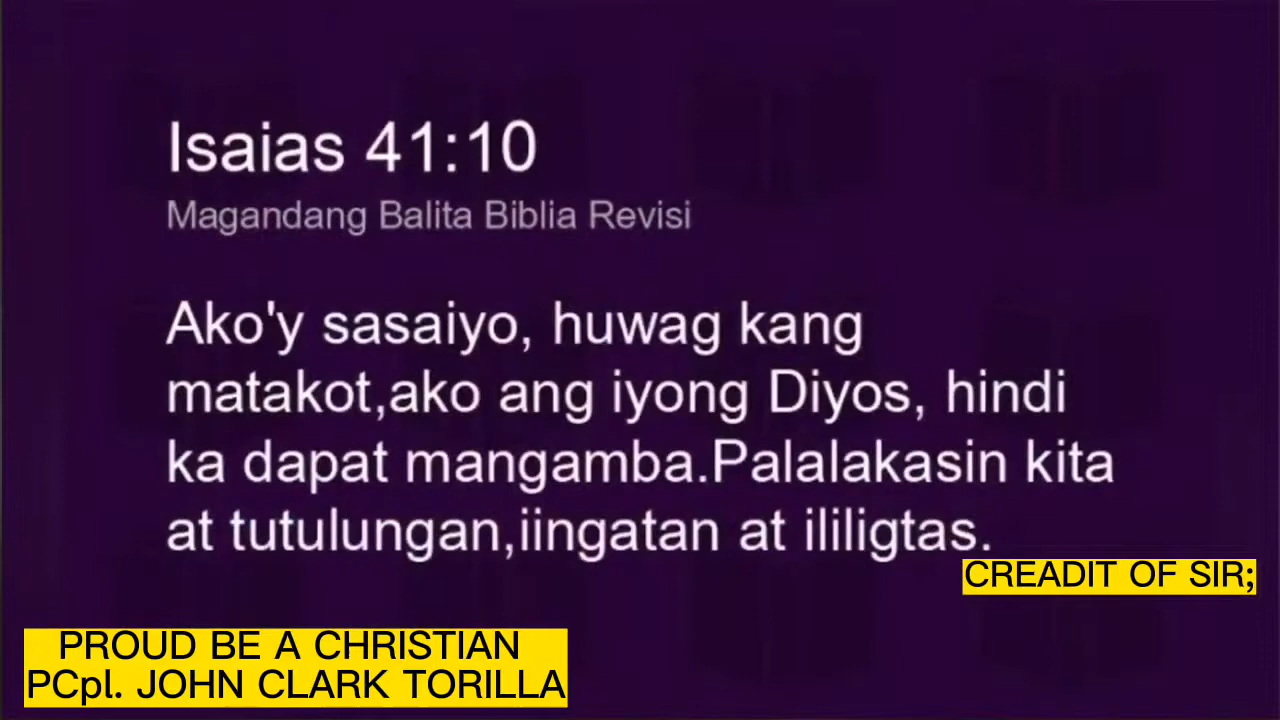 Isaias 41:10
Magandang Balita Biblia Revisi
Ako'y sasaiyo, huwag kang
matakot,ako ang iyong Diyos, hindi
ka dapat mangamba.Palalakasin kita
at tutulungan,iingatan at ililigtas.
CREADIT OF SIR;
PROUD BE A CHRISTIAN
PCpl. JOHN CLARK TORILLA